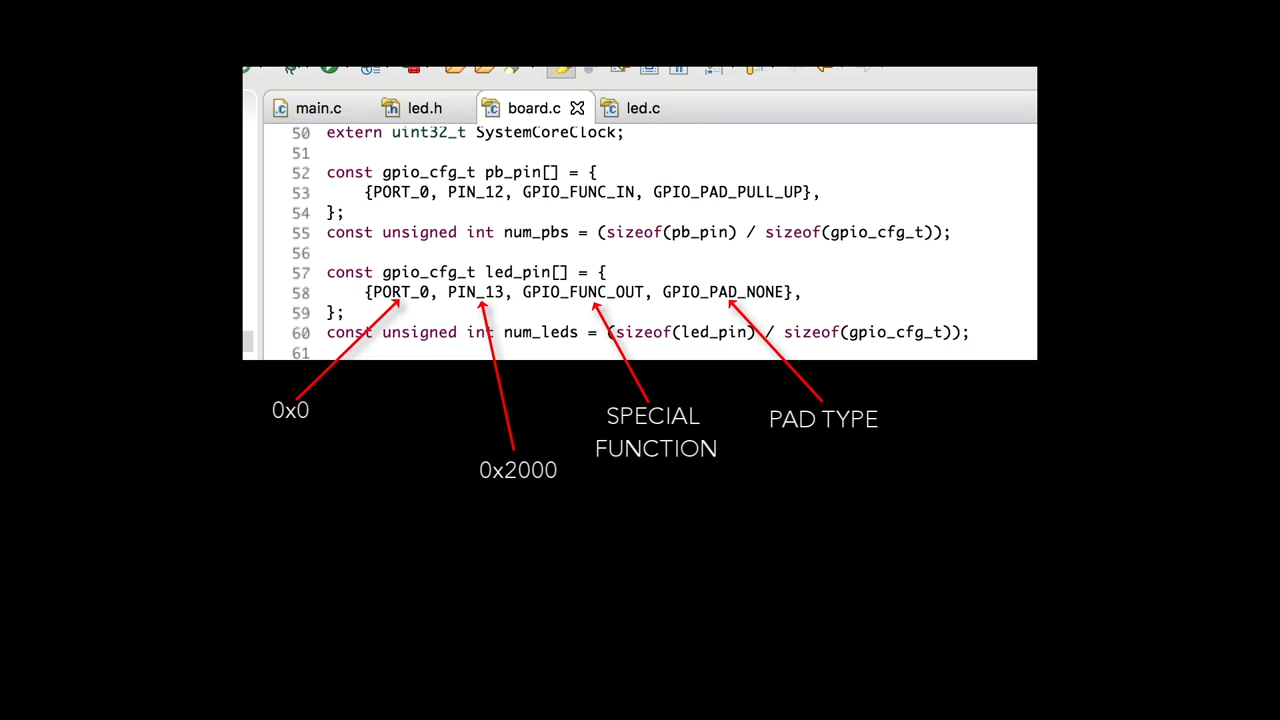 main.c led.h board.c led.c
50 extern uint32_t SystemCoreClock;
51
52 const gpio_cfg_t pb_pin[] = {
53 {PORT_0, PIN_12, GPIO_FUNC_IN, GPIO_PAD_PULL_UP},
54 };
55 const unsigned int num_pbs = (sizeof(pb_pin) / sizeof(gpio_cfg_t));
56
57 const gpio_cfg_t led_pin[] = {
58 {PORT_0, PIN_13, GPIO_FUNC_OUT, GPIO_PAD_NONE},
59 };
60 const unsigned int num_leds = (sizeof(led_pin) / sizeof(gpio_cfg_t));
61
0x0
0x2000
SPECIAL
FUNCTION
PAD TYPE